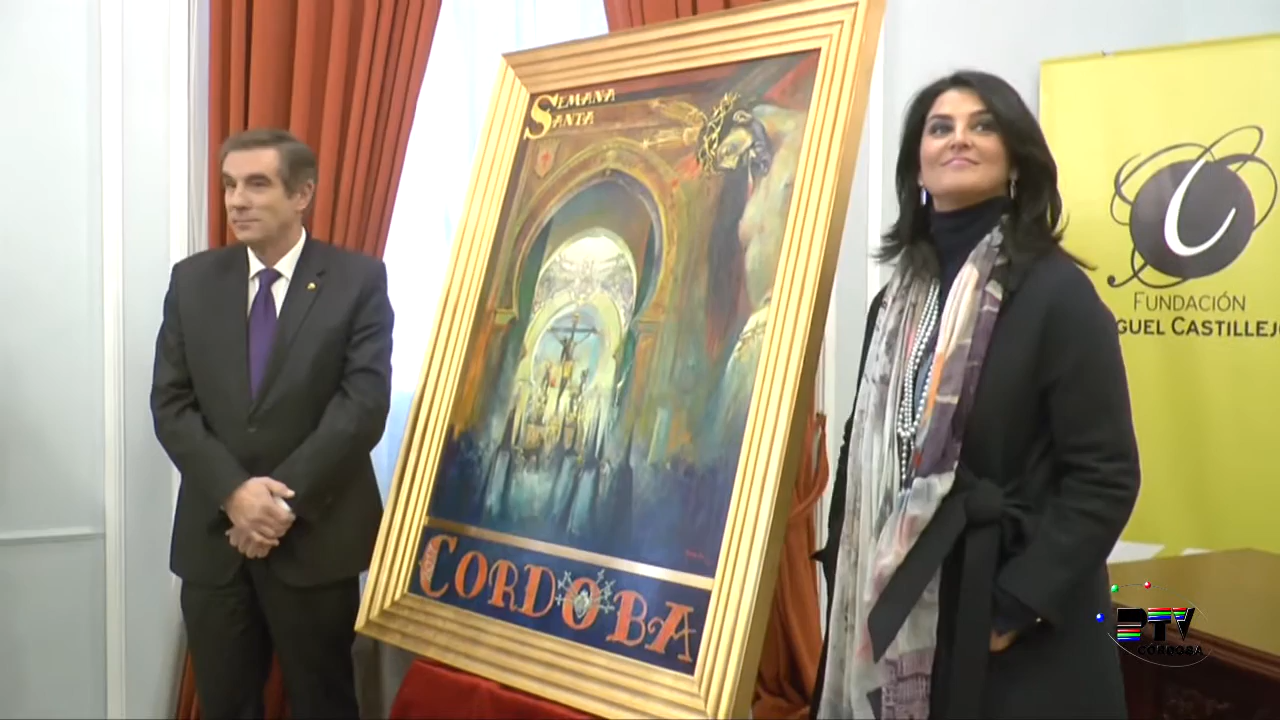 SEMANA
SANTA
CORDOBA
FUNDACIÓN
GUEL CASTILLEJO
PTV
CÓRDOBA